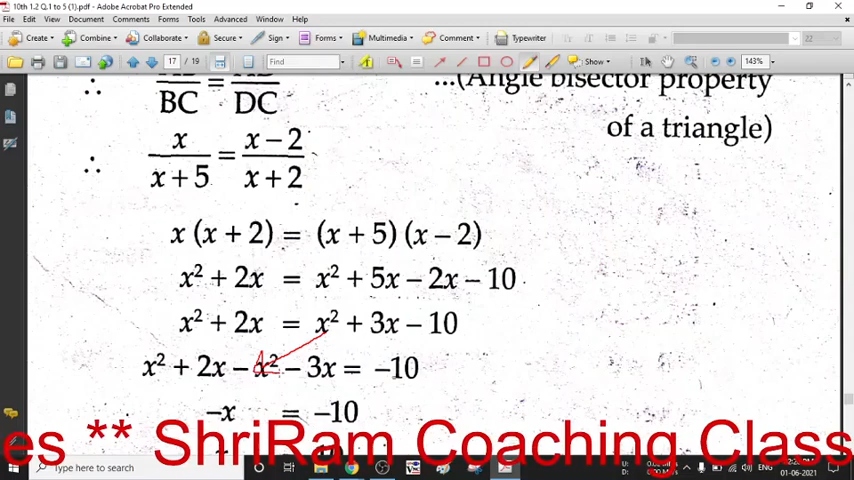 10th 1.2 Q.1 to 5 (1).pdf - Adobe Acrobat Pro Extended
File Edit View Document Comments Forms Tools Advanced Window Help
Create Combine Collaborate Secure Sign Forms Multimedia Comment Typewriter
17 / 19 Find Show 143%
BC = DC ...(Angle bisector property
of a triangle)
∴ x/(x + 5) = (x – 2)/(x + 2)
x (x + 2) = (x + 5) (x – 2)
x² + 2x = x² + 5x – 2x – 10
x² + 2x = x² + 3x – 10
x² + 2x – x² – 3x = –10
–x = –10
es ** ShriRam Coaching Class
Type here to search
ENG
01-06-2021